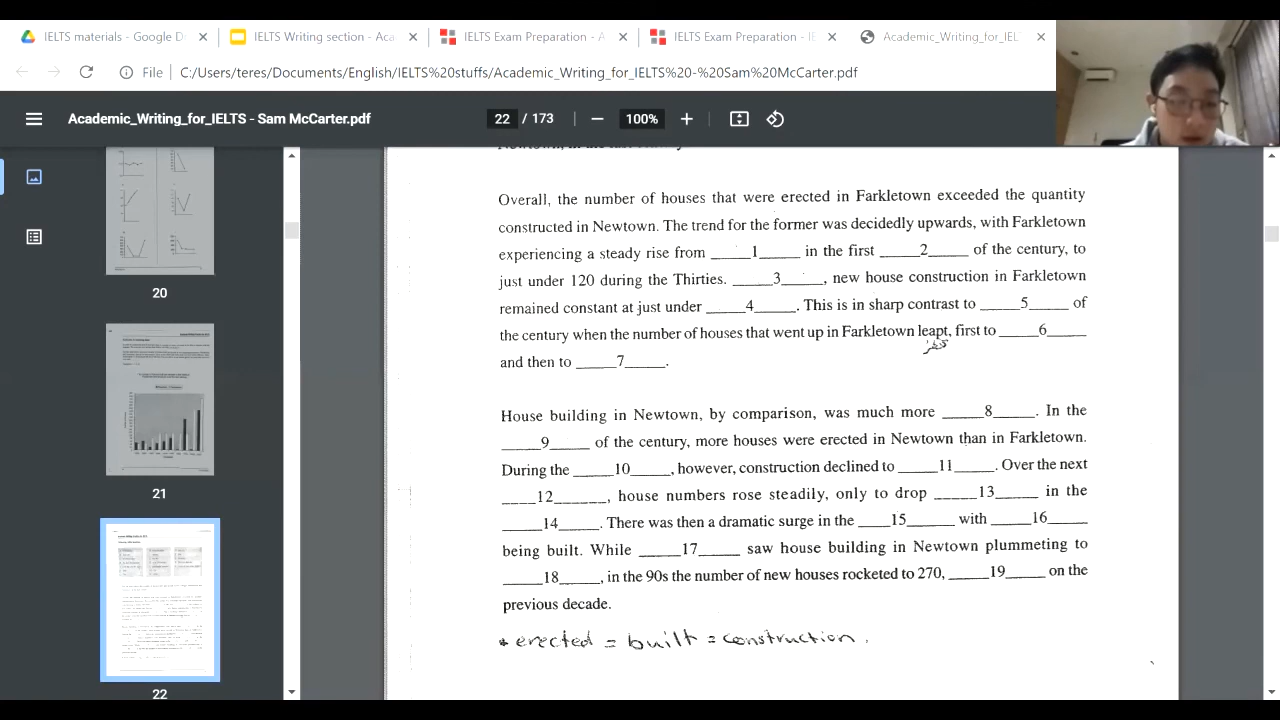 IELTS materials - Google D
IELTS Writing section - Aca
IELTS Exam Preparation - A
IELTS Exam Preparation - IE
Academic_Writing_for_IEL
File C:/Users/teres/Documents/English/IELTS%20stuffs/Academic_Writing_for_IELTS%20-%20Sam%20McCarter.pdf
Academic_Writing_for_IELTS - Sam McCarter.pdf
22 / 173
100%
20
21
22
Overall, the number of houses that were erected in Farkletown exceeded the quantity
constructed in Newtown. The trend for the former was decidedly upwards, with Farkletown
experiencing a steady rise from _____1_____ in the first _____2_____ of the century, to
just under 120 during the Thirties. _____3_____, new house construction in Farkletown
remained constant at just under _____4_____. This is in sharp contrast to _____5_____ of
the century when the number of houses that went up in Farkletown leapt, first to _____6_____
and then to _____7_____.
House building in Newtown, by comparison, was much more _____8_____. In the
_____9_____ of the century, more houses were erected in Newtown than in Farkletown.
During the _____10_____, however, construction declined to _____11_____. Over the next
_____12_____, house numbers rose steadily, only to drop _____13_____ in the
_____14_____. There was then a dramatic surge in the _____15_____ with _____16_____
being built. While _____17_____ saw house building in Newtown plummeting to
_____18_____, in the 90s the number of new houses rocketed to 270, _____19_____ on the
previous decade.
erected = built = construction